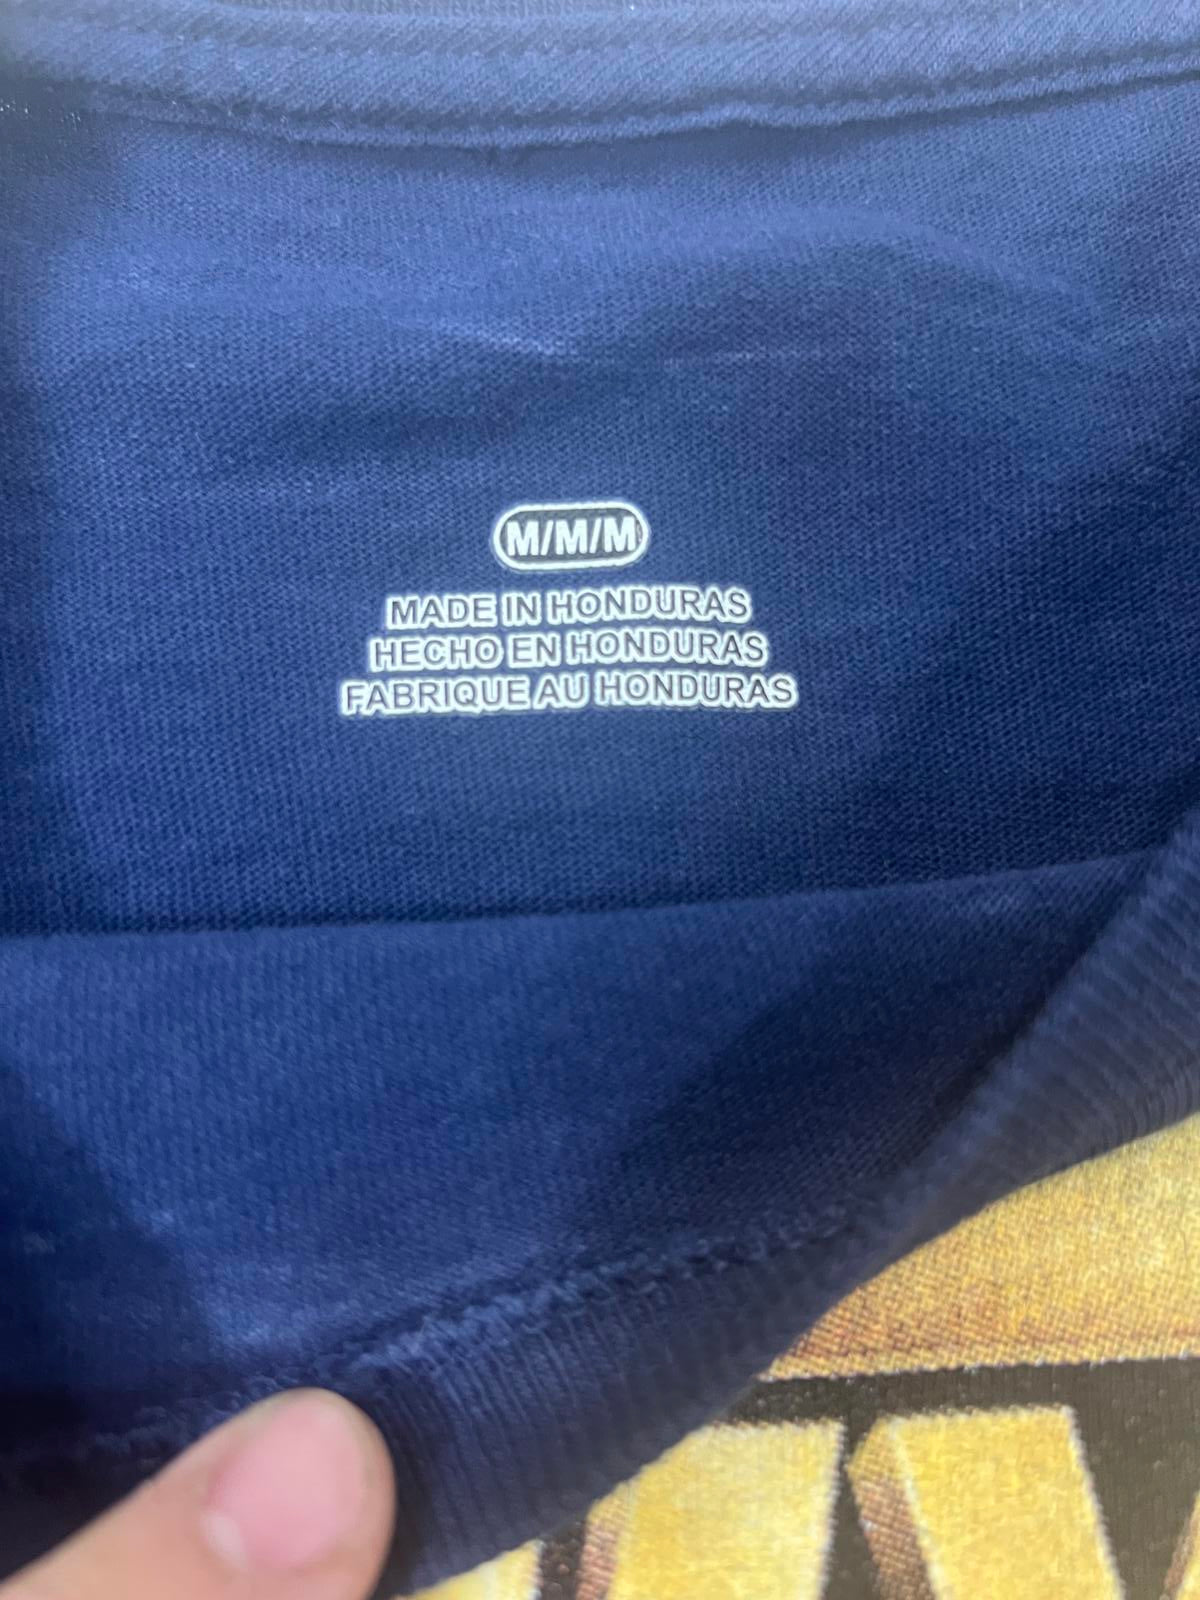 M/M/M
MADE IN HONDURAS
HECHO EN HONDURAS
FABRIQUE AU HONDURAS